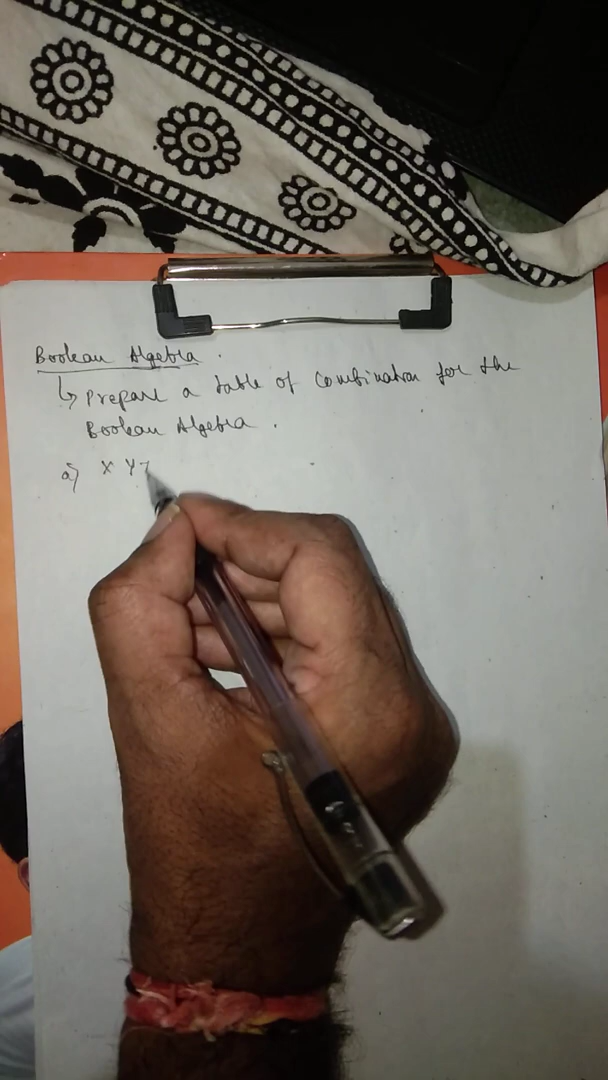 Boolean Algebra.
↳ Prepare a table of combination for the
Boolean Algebra.
a) X Y Z